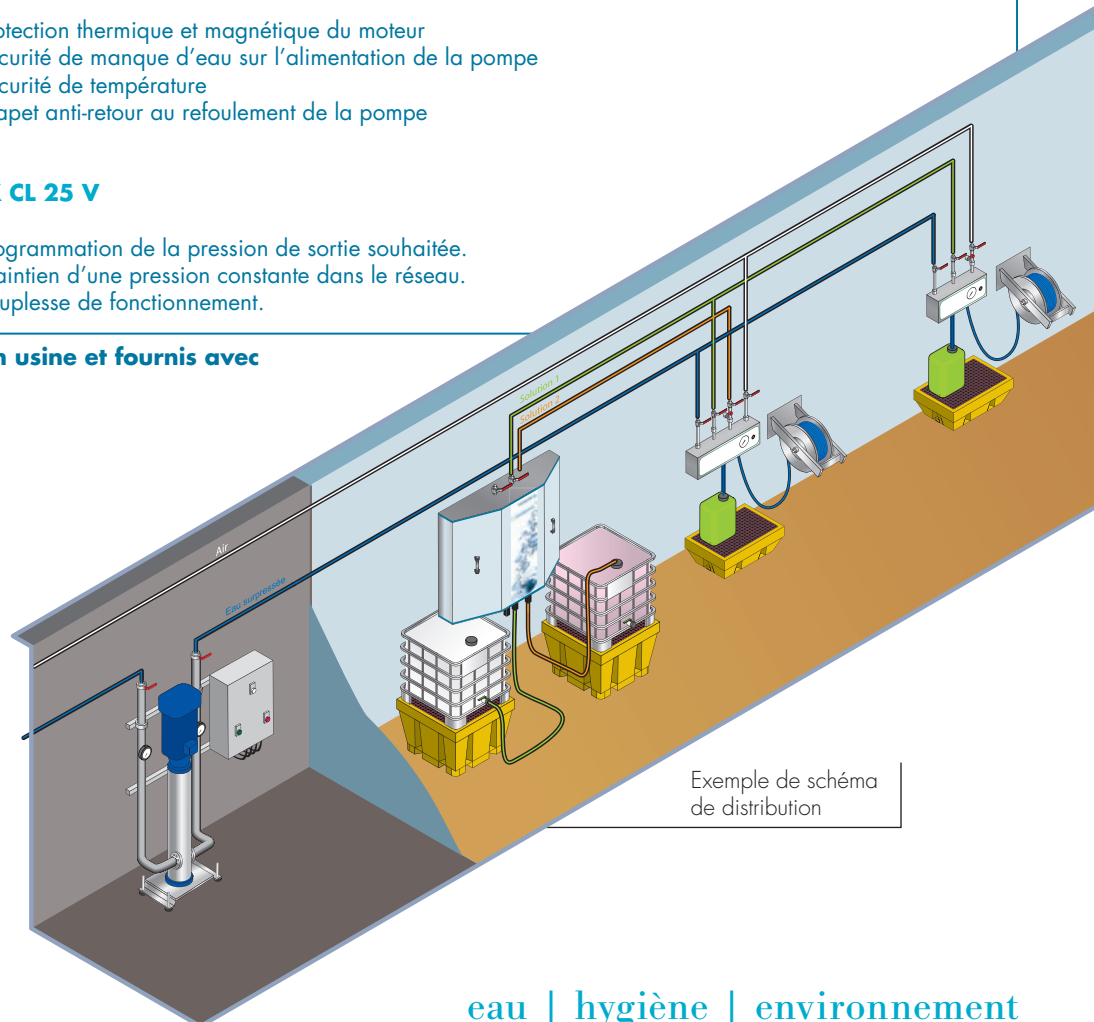 otection thermique et magnétique du moteur
curité de manque d’eau sur l’alimentation de la pompe
curité de température
apet anti-retour au refoulement de la pompe
CL 25 V
ogrammation de la pression de sortie souhaitée.
aintien d’une pression constante dans le réseau.
uplesse de fonctionnement.
n usine et fournis avec
Solution 1
Solution 2
Air
Eau surpressée
Exemple de schéma
de distribution
eau | hygiène | environnement